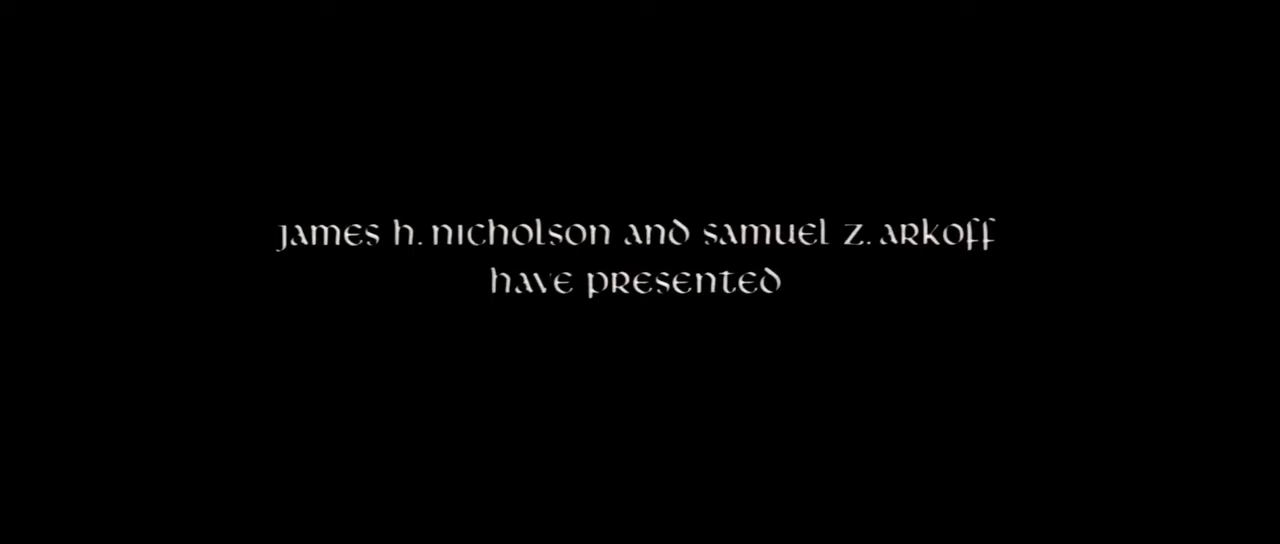 james h. nicholson and samuel z. arkoff
have presented